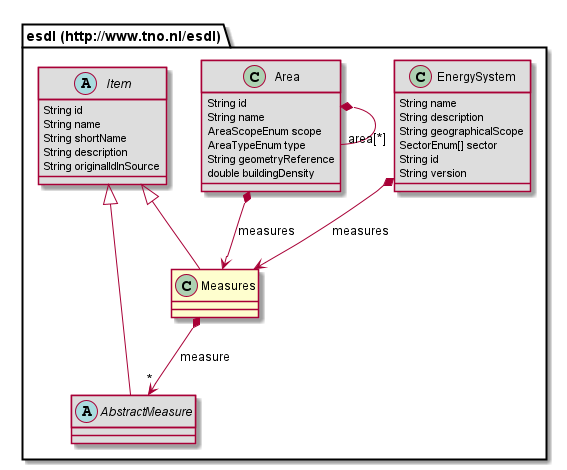 esdl (http://www.tno.nl/esdl)
A Item
String id
String name
String shortName
String description
String originalIdInSource
C Area
String id
String name
AreaScopeEnum scope
AreaTypeEnum type
String geometryReference
double buildingDensity
area[*]
C EnergySystem
String name
String description
String geographicalScope
SectorEnum[] sector
String id
String version
measures
measures
C Measures
measure
*
A AbstractMeasure